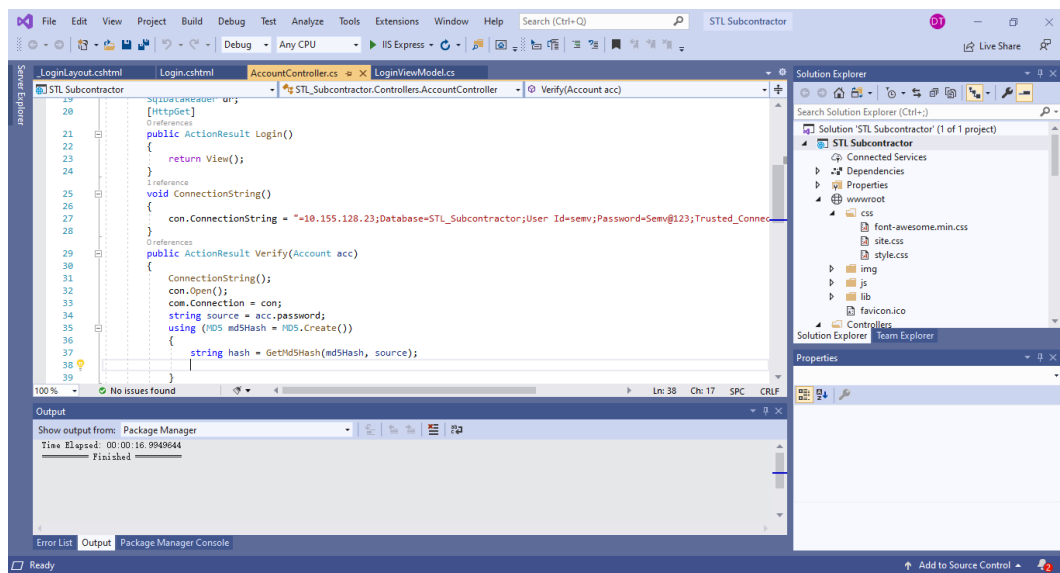 File Edit View Project Build Debug Test Analyze Tools Extensions Window Help Search (Ctrl+Q) STL Subcontractor DT
Debug Any CPU IIS Express Live Share
Server Explorer
_LoginLayout.cshtml Login.cshtml AccountController.cs LoginViewModel.cs
STL Subcontractor STL_Subcontractor.Controllers.AccountController Verify(Account acc)
19 SqlDataReader dr;
20 [HttpGet]
0 references
21 public ActionResult Login()
22 {
23 return View();
24 }
1 reference
25 void ConnectionString()
26 {
27 con.ConnectionString = "=10.155.128.23;Database=STL_Subcontractor;User Id=semv;Password=Semv@123;Trusted_Connec
28 }
0 references
29 public ActionResult Verify(Account acc)
30 {
31 ConnectionString();
32 con.Open();
33 com.Connection = con;
34 string source = acc.password;
35 using (MD5 md5Hash = MD5.Create())
36 {
37 string hash = GetMd5Hash(md5Hash, source);
38
39 }
100 % No issues found Ln: 38 Ch: 17 SPC CRLF
Output
Show output from: Package Manager
Time Elapsed: 00:00:16.9949644
========== Finished ==========
Error List Output Package Manager Console
Solution Explorer
Search Solution Explorer (Ctrl+;)
Solution 'STL Subcontractor' (1 of 1 project)
STL Subcontractor
Connected Services
Dependencies
Properties
wwwroot
css
font-awesome.min.css
site.css
style.css
img
js
lib
favicon.ico
Controllers
Solution Explorer Team Explorer
Properties
Ready Add to Source Control 2